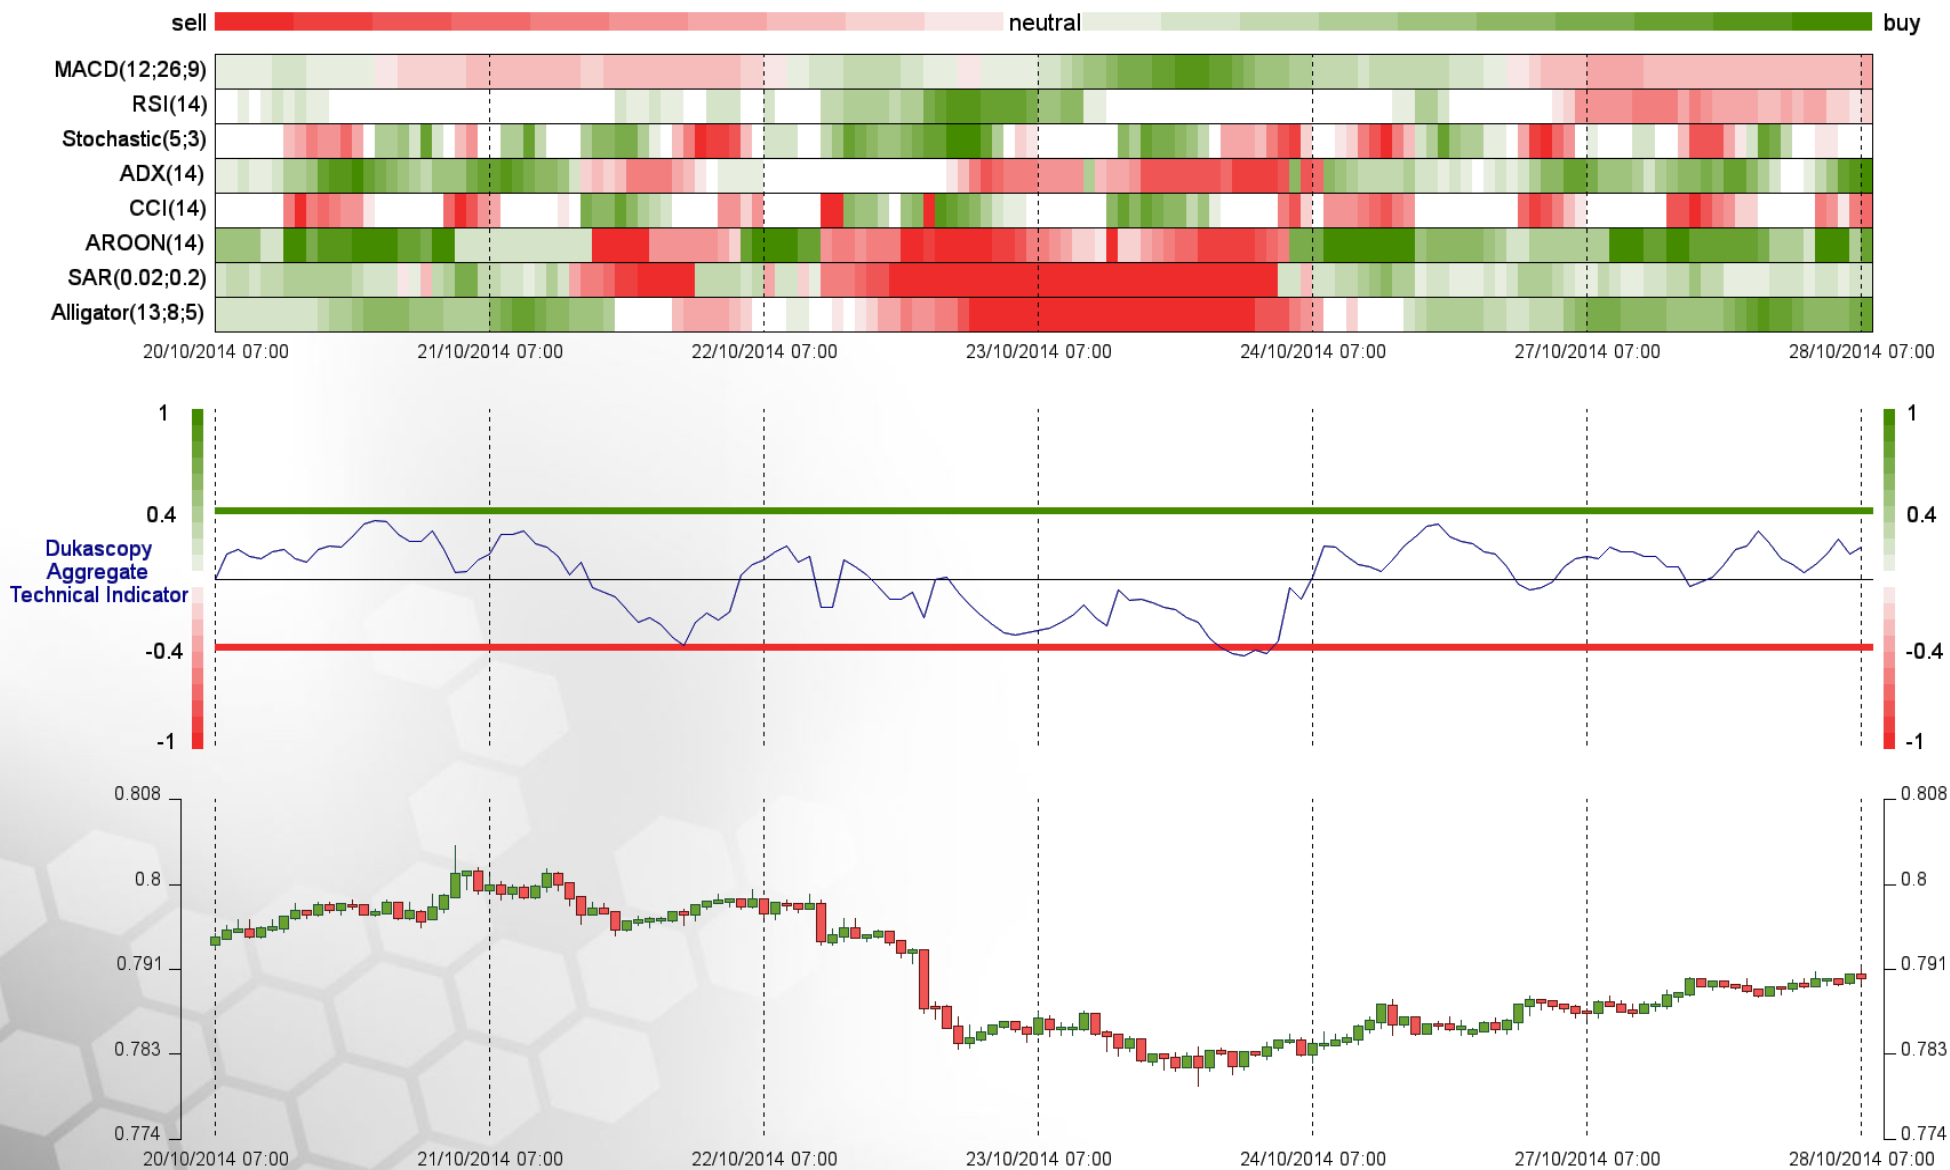 sell neutral buy
MACD(12;26;9)
RSI(14)
Stochastic(5;3)
ADX(14)
CCI(14)
AROON(14)
SAR(0.02;0.2)
Alligator(13;8;5)
20/10/2014 07:00 21/10/2014 07:00 22/10/2014 07:00 23/10/2014 07:00 24/10/2014 07:00 27/10/2014 07:00 28/10/2014 07:00
1 1
0.4 0.4
Dukascopy
Aggregate
Technical Indicator
-0.4 -0.4
-1 -1
0.808 0.808
0.8 0.8
0.791 0.791
0.783 0.783
0.774 0.774
20/10/2014 07:00 21/10/2014 07:00 22/10/2014 07:00 23/10/2014 07:00 24/10/2014 07:00 27/10/2014 07:00 28/10/2014 07:00